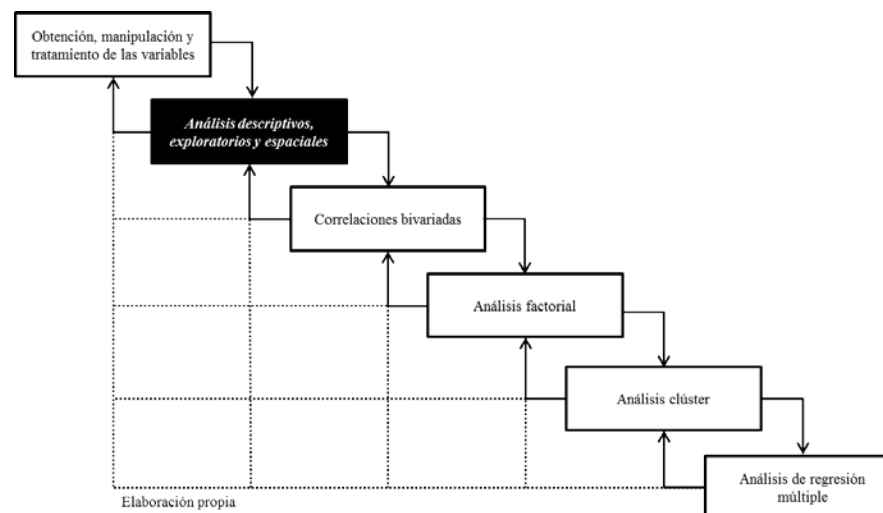 Obtención, manipulación y
tratamiento de las variables
Análisis descriptivos,
exploratorios y espaciales
Correlaciones bivariadas
Análisis factorial
Análisis clúster
Análisis de regresión
múltiple
Elaboración propia